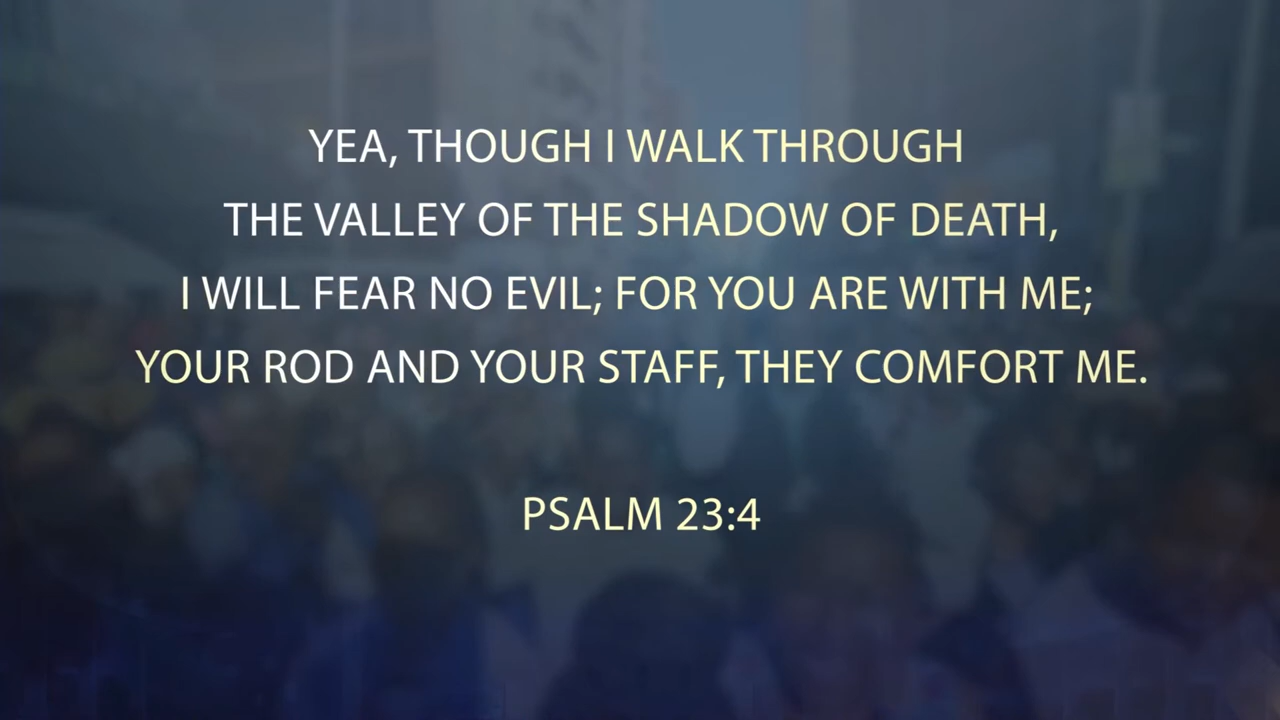 YEA, THOUGH I WALK THROUGH
THE VALLEY OF THE SHADOW OF DEATH,
I WILL FEAR NO EVIL; FOR YOU ARE WITH ME;
YOUR ROD AND YOUR STAFF, THEY COMFORT ME.
PSALM 23:4